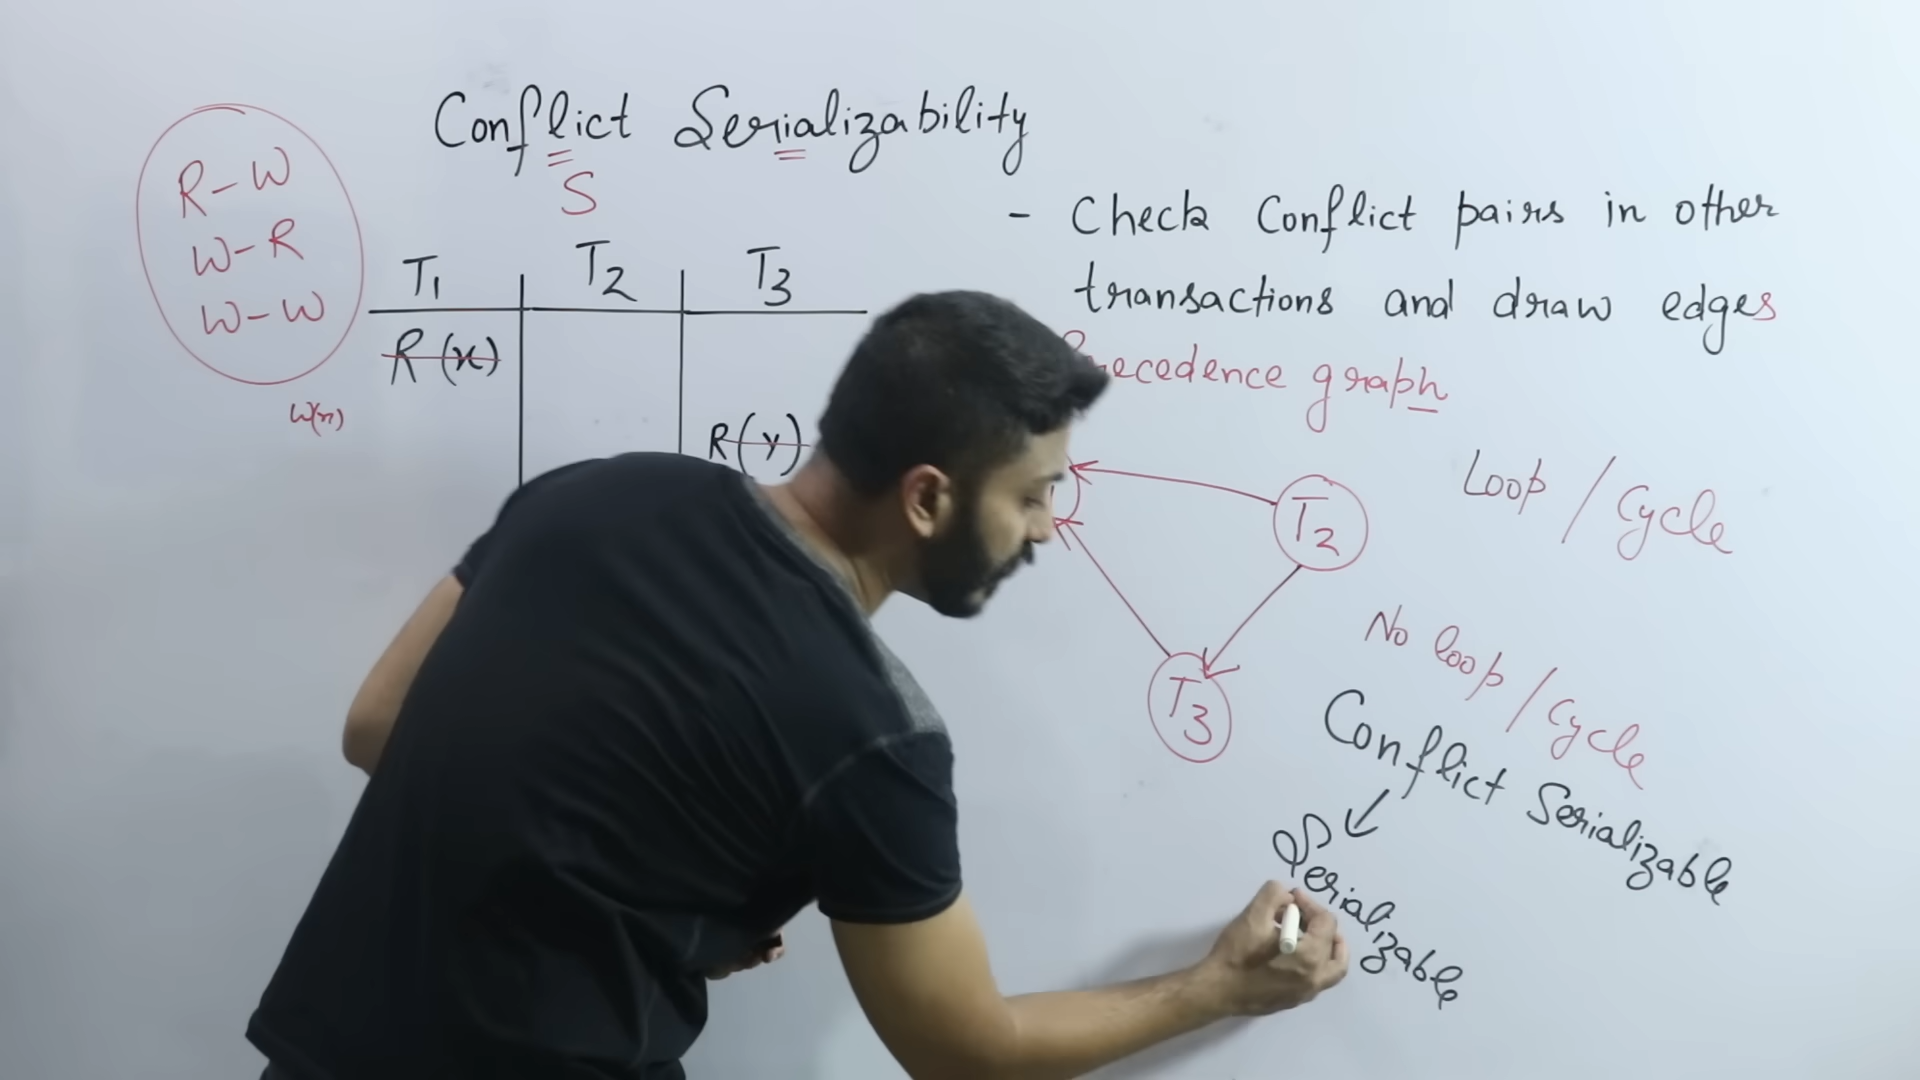 Conflict Serializability
S
R-W
W-R
W-W
W(x)
T1 T2 T3
R(x)
R(y)
- Check Conflict pairs in other
transactions and draw edges
graph
T2
T3
Loop / Cycle
No loop / Cycle
Conflict Serializable
Serializable